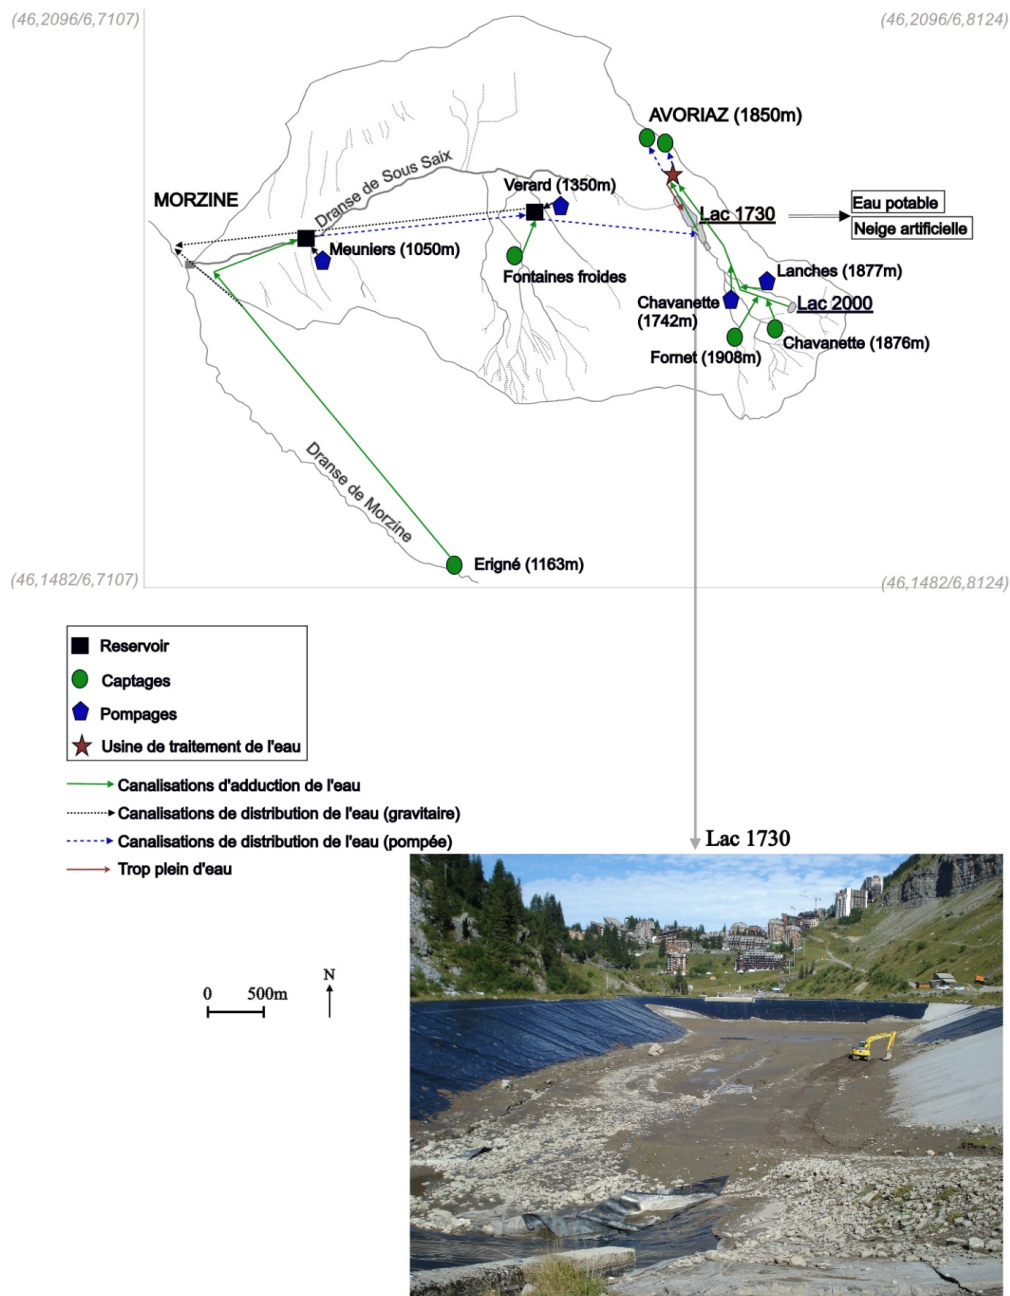 (46,2096/6,7107)
(46,2096/6,8124)
AVORIAZ (1850m)
Dranse de Sous Saix
Verard (1350m)
MORZINE
Lac 1730
Eau potable
Neige artificielle
Meuniers (1050m)
Fontaines froides
Lanches (1877m)
Chavanette
(1742m)
Lac 2000
Fornet (1908m)
Chavanette (1876m)
Dranse de Morzine
Erigné (1163m)
(46,1482/6,7107)
(46,1482/6,8124)
Reservoir
Captages
Pompages
Usine de traitement de l'eau
Canalisations d'adduction de l'eau
Canalisations de distribution de l'eau (gravitaire)
Canalisations de distribution de l'eau (pompée)
Trop plein d'eau
Lac 1730
0 500m
N